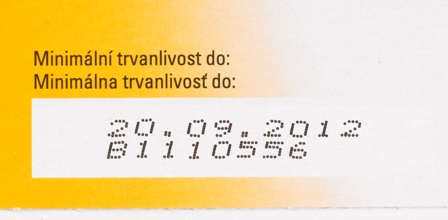 Minimální trvanlivost do:
Minimálna trvanlivosť do:
20.09.2012
B1110556